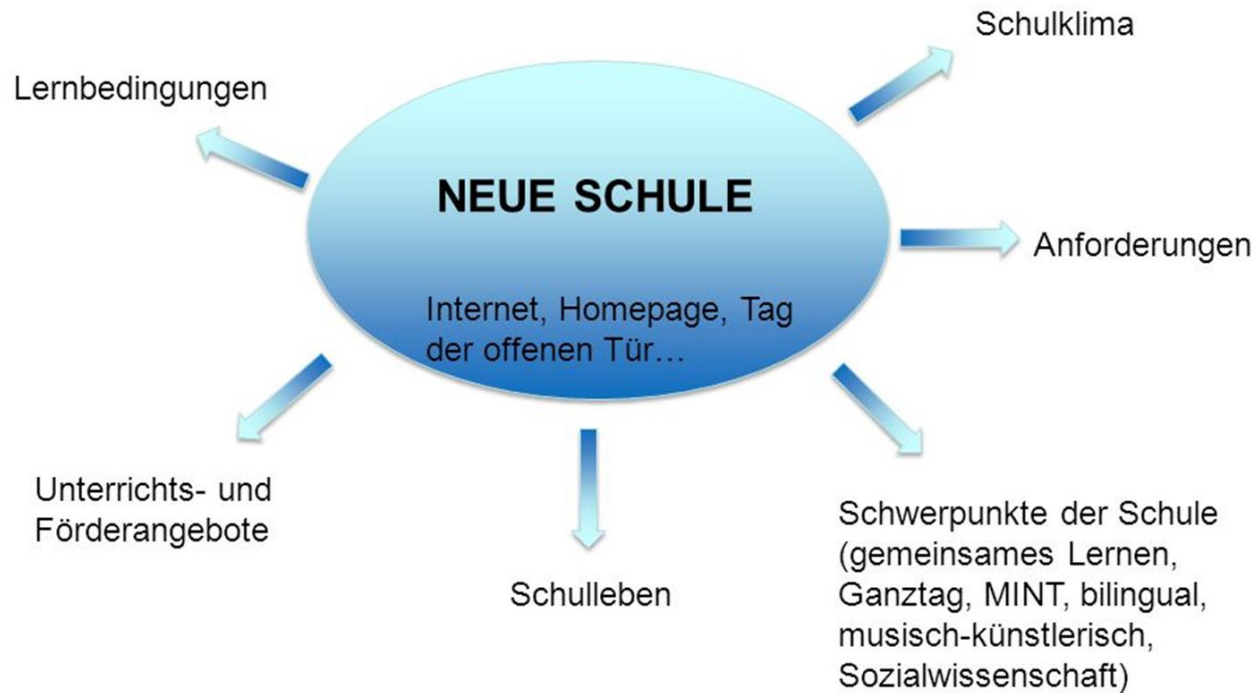 Schulklima
Lernbedingungen
NEUE SCHULE
Anforderungen
Internet, Homepage, Tag
der offenen Tür…
Unterrichts- und
Förderangebote
Schulleben
Schwerpunkte der Schule
(gemeinsames Lernen,
Ganztag, MINT, bilingual,
musisch-künstlerisch,
Sozialwissenschaft)